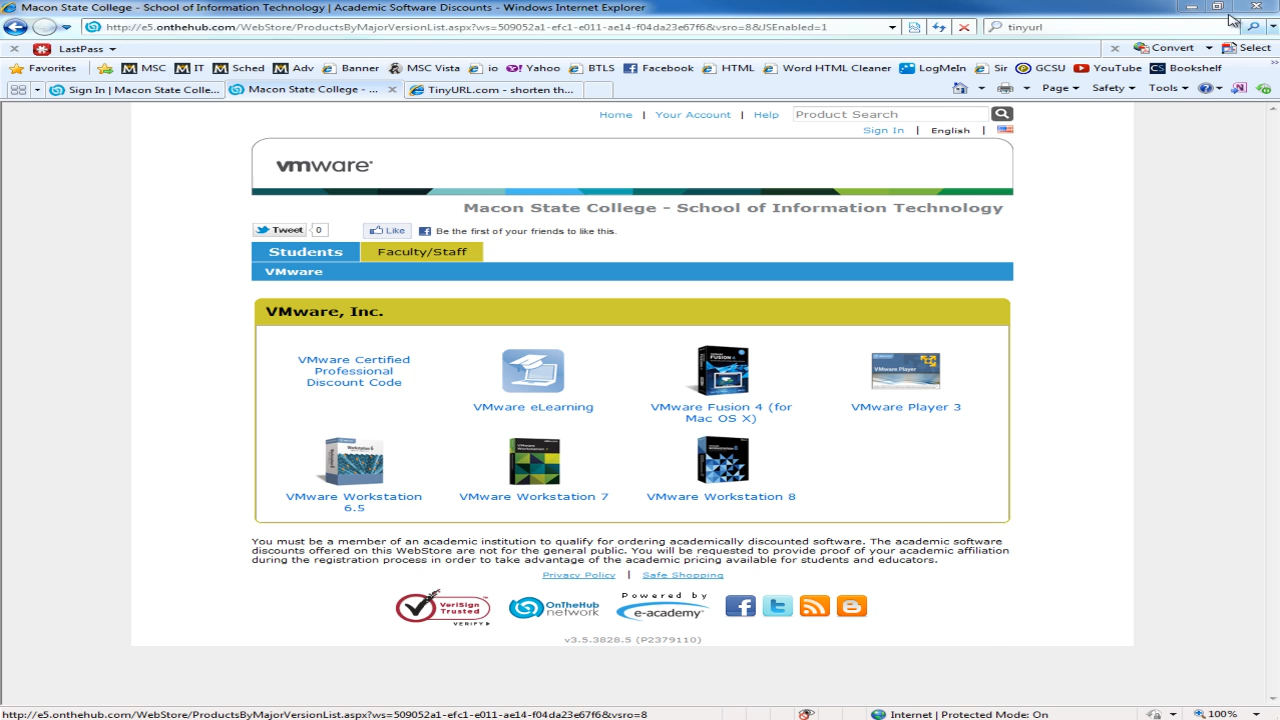 Macon State College - School of Information Technology | Academic Software Discounts - Windows Internet Explorer
http://e5.onthehub.com/WebStore/ProductsByMajorVersionList.aspx?ws=509052a1-efc1-e011-ae14-f04da23e67f6&vsro=8&JSEnabled=1
tinyurl
LastPass
Convert
Select
Favorites
MSC
IT
Sched
Adv
Banner
MSC Vista
io
Yahoo
BTLS
Facebook
HTML
Word HTML Cleaner
LogMeIn
Sir
GCSU
YouTube
Bookshelf
Sign In | Macon State Colle...
Macon State College - ...
TinyURL.com - shorten th...
Page
Safety
Tools
Home | Your Account | Help
Product Search
Sign In | English |
vmware
Macon State College - School of Information Technology
Tweet
0
Like
Be the first of your friends to like this.
Students
Faculty/Staff
VMware
VMware, Inc.
VMware Certified
Professional
Discount Code
VMware eLearning
VMware Fusion 4 (for
Mac OS X)
VMware Player
VMware Player 3
VMware Workstation
6.5
VMware Workstation 7
VMware Workstation 8
You must be a member of an academic institution to qualify for ordering academically discounted software. The academic software
discounts offered on this WebStore are not for the general public. You will be requested to provide proof of your academic affiliation
during the registration process in order to take advantage of the academic pricing available for students and educators.
Privacy Policy | Safe Shopping
VeriSign
Trusted
VERIFY
OnTheHub
network
Powered by
e-academy
v3.5.3828.5 (P2379110)
http://e5.onthehub.com/WebStore/ProductsByMajorVersionList.aspx?ws=509052a1-efc1-e011-ae14-f04da23e67f6&vsro=8
Internet | Protected Mode: On
100%